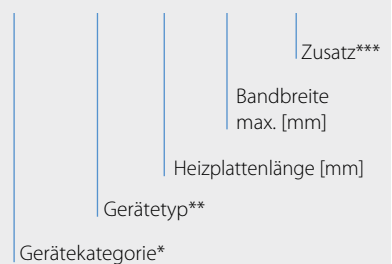 Zusatz***
Bandbreite
max. [mm]
Heizplattenlänge [mm]
Gerätetyp**
Gerätekategorie*